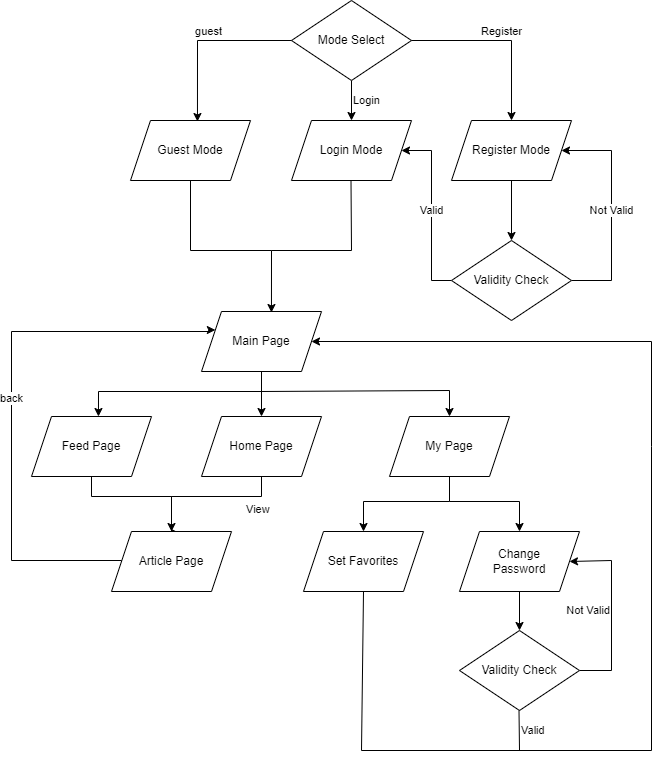 guest
Mode Select
Register
Login
Guest Mode
Login Mode
Register Mode
Valid
Not Valid
Validity Check
Main Page
back
Feed Page
Home Page
My Page
View
Article Page
Set Favorites
Change
Password
Not Valid
Validity Check
Valid